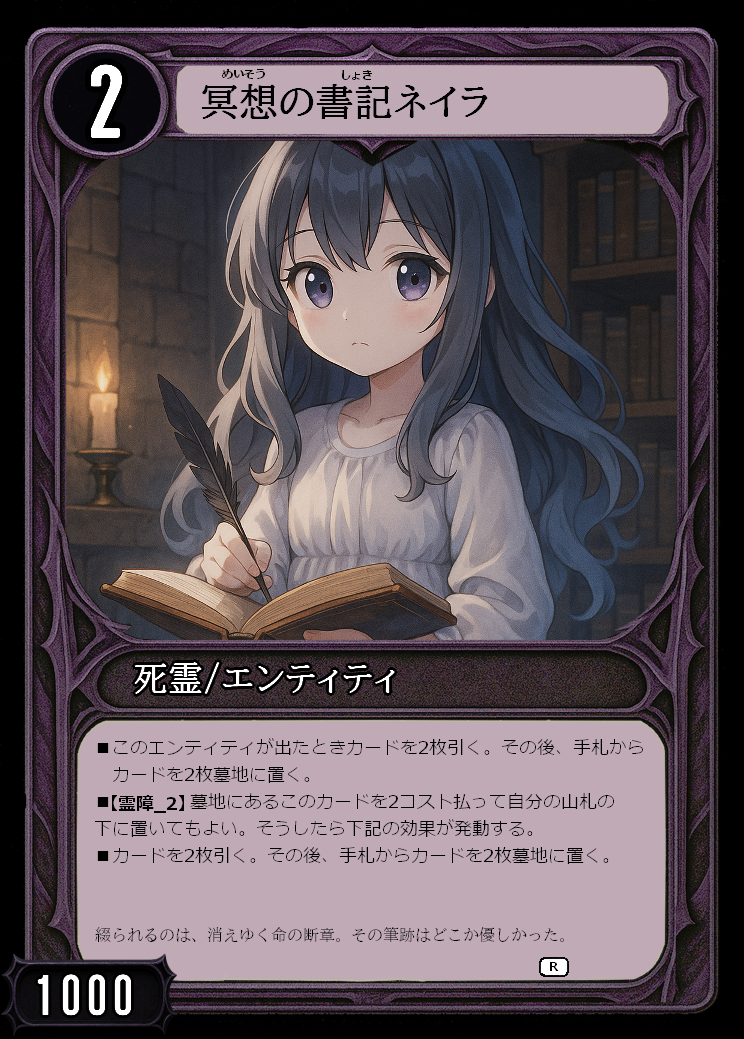 2
めいそう しょき
冥想の書記ネイラ
死霊/エンティティ
■このエンティティが出たときカードを2枚引く。その後、手札から
カードを2枚墓地に置く。
■【霊障_2】墓地にあるこのカードを2コスト払って自分の山札の
下に置いてもよい。そうしたら下記の効果が発動する。
■カードを2枚引く。その後、手札からカードを2枚墓地に置く。
綴られるのは、消えゆく命の断章。その筆跡はどこか優しかった。
R
1000